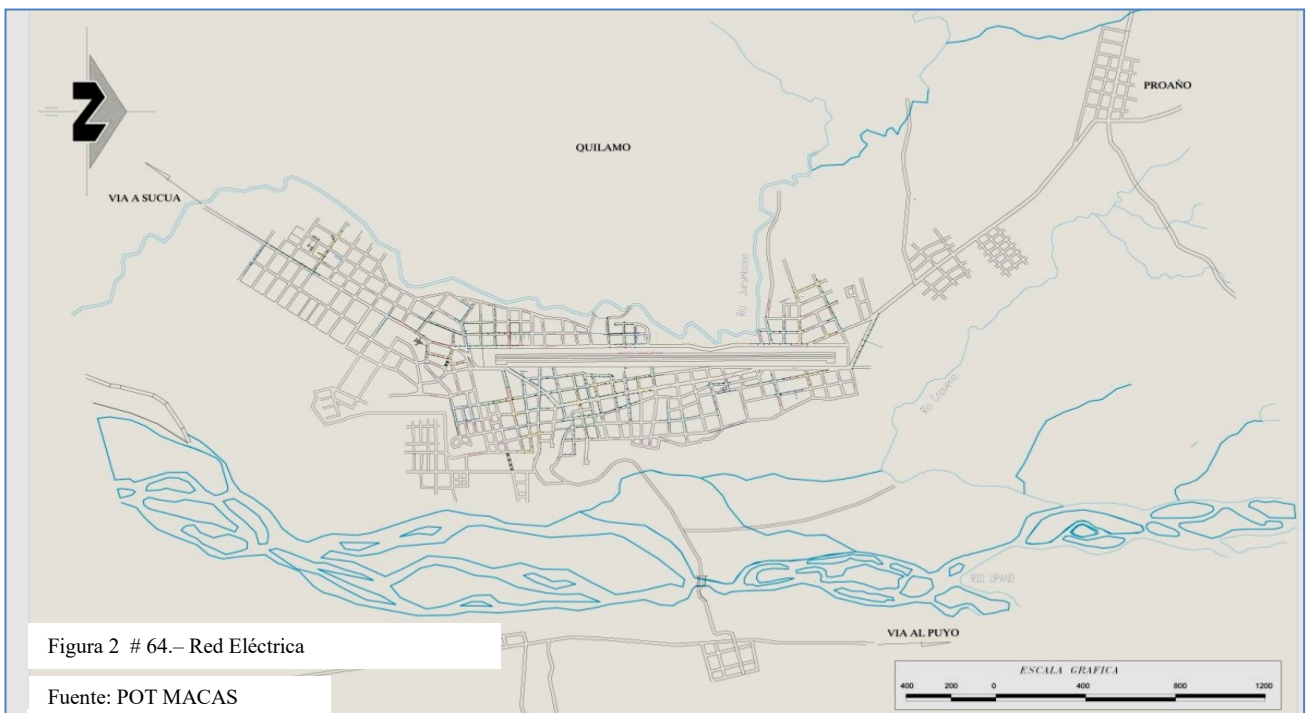 PROAÑO
QUILAMO
VIA A SUCUA
Río Jurumbaino
Río Copueno
RIO UPANO
VIA AL PUYO
Figura 2 # 64.– Red Eléctrica
Fuente: POT MACAS
ESCALA GRAFICA
400 200 0 400 800 1200